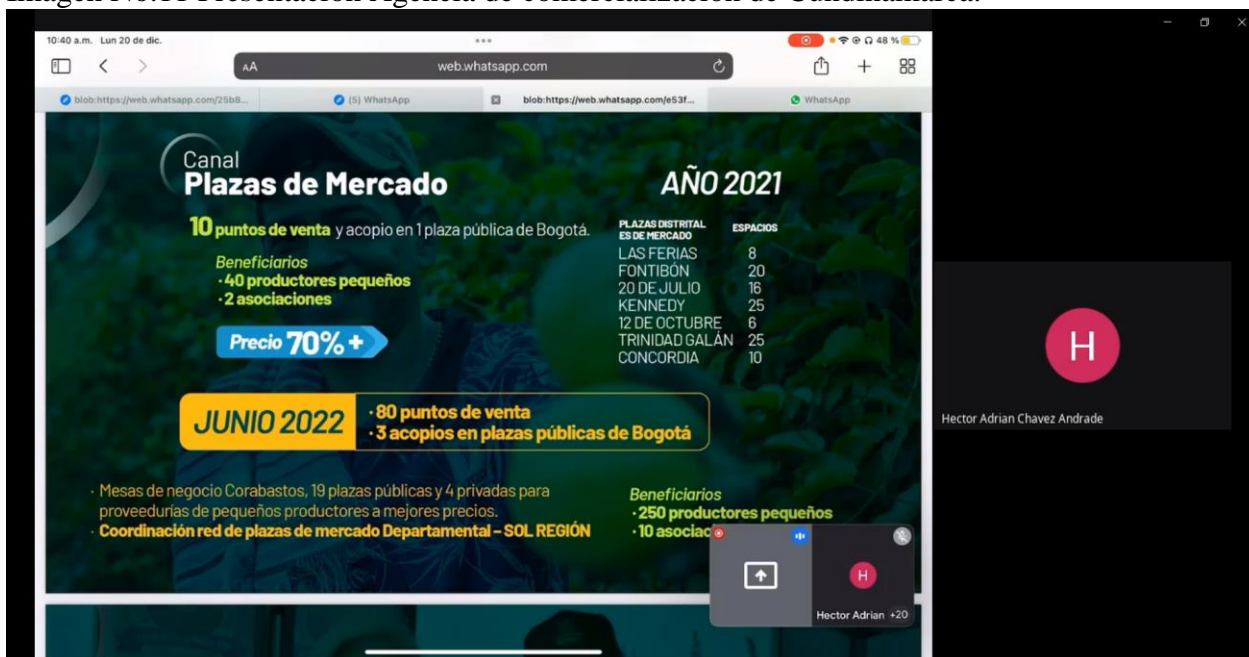 Imagen No.11 Presentación Agencia de comercialización de Cundinamarca.
10:40 a.m. Lun 20 de dic.
48 %
AA
web.whatsapp.com
blob:https://web.whatsapp.com/25b8...
(5) WhatsApp
blob:https://web.whatsapp.com/e53f...
WhatsApp
Canal
Plazas de Mercado
10 puntos de venta y acopio en 1 plaza pública de Bogotá.
Beneficiarios
·40 productores pequeños
·2 asociaciones
Precio 70% +
AÑO 2021
PLAZAS DISTRITAL
ES DE MERCADO ESPACIOS
LAS FERIAS 8
FONTIBÓN 20
20 DE JULIO 16
KENNEDY 25
12 DE OCTUBRE 6
TRINIDAD GALÁN 25
CONCORDIA 10
JUNIO 2022
·80 puntos de venta
·3 acopios en plazas públicas de Bogotá
· Mesas de negocio Corabastos, 19 plazas públicas y 4 privadas para
proveedurías de pequeños productores a mejores precios.
· Coordinación red de plazas de mercado Departamental – SOL REGIÓN
Beneficiarios
·250 productores pequeños
·10 asociac
H
Hector Adrian +20
H
Hector Adrian Chavez Andrade